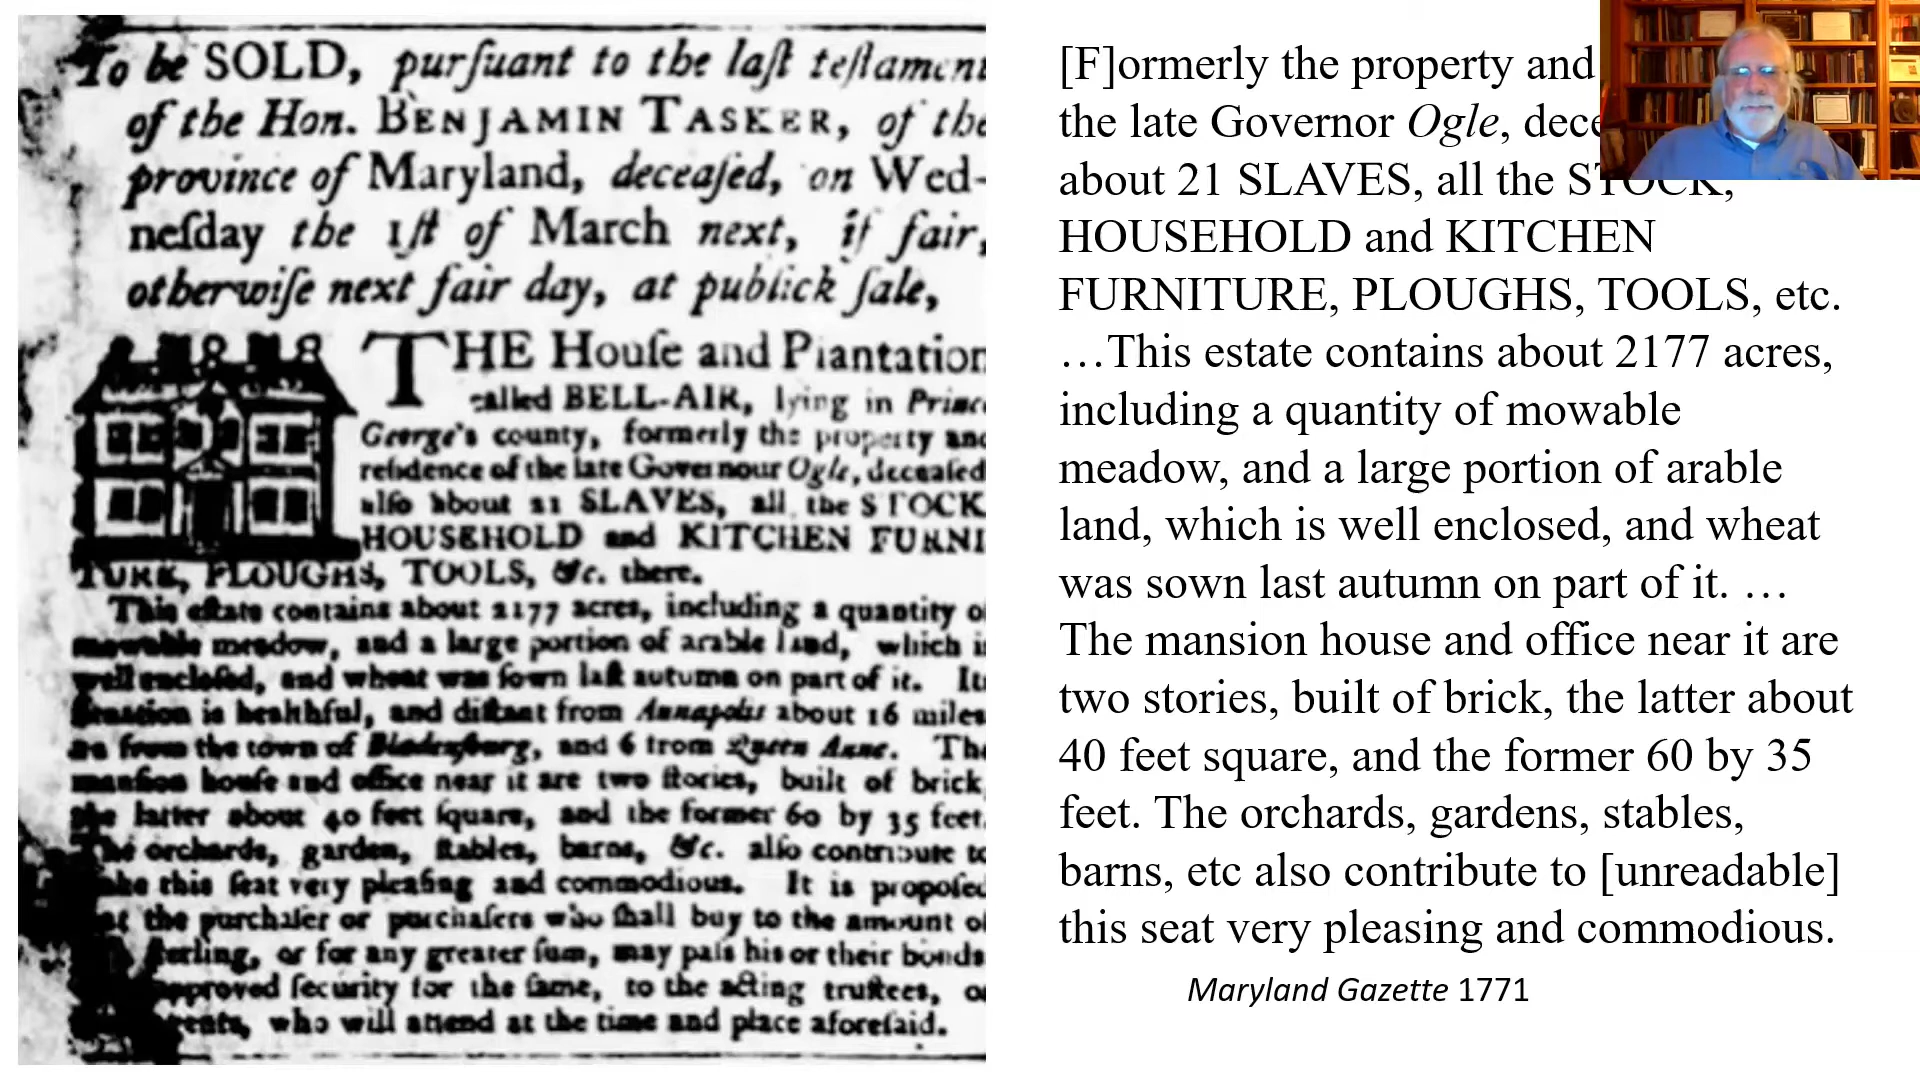 To be SOLD, purſuant to the laſt teſtament
of the Hon. BENJAMIN TASKER, of the
province of Maryland, deceaſed, on Wed-
neſday the 1ſt of March next, if fair,
otherwiſe next fair day, at publick ſale,
THE Houſe and Plantation
called BELL-AIR, lying in Princ
George's county, formerly the property and
reſidence of the late Governour Ogle, deceaſed
alſo about 21 SLAVES, all the STOCK
HOUSEHOLD and KITCHEN FURNI
TURE, PLOUGHS, TOOLS, &c. there.
This eſtate contains about 2177 acres, including a quantity of
mowable meadow, and a large portion of arable land, which is
well encloſed, and wheat was ſown laſt autumn on part of it. Its
ſituation is healthful, and diſtant from Annapolis about 16 miles
from the town of Bladenſburg, and 6 from Queen Anne. The
manſion houſe and office near it are two ſtories, built of brick
the latter about 40 feet ſquare, and the former 60 by 35 feet.
The orchards, garden, ſtables, barns, &c. alſo contribute to
this ſeat very pleaſing and commodious. It is propoſed
the purchaſer or purchaſers who ſhall buy to the amount of
ſterling, or for any greater ſum, may paſs his or their bonds
approved ſecurity for the ſame, to the acting truſtees, or
who will attend at the time and place aforeſaid.
[F]ormerly the property and
the late Governor Ogle, dece
about 21 SLAVES, all the STOCK,
HOUSEHOLD and KITCHEN
FURNITURE, PLOUGHS, TOOLS, etc.
…This estate contains about 2177 acres,
including a quantity of mowable
meadow, and a large portion of arable
land, which is well enclosed, and wheat
was sown last autumn on part of it. …
The mansion house and office near it are
two stories, built of brick, the latter about
40 feet square, and the former 60 by 35
feet. The orchards, gardens, stables,
barns, etc also contribute to [unreadable]
this seat very pleasing and commodious.
Maryland Gazette 1771